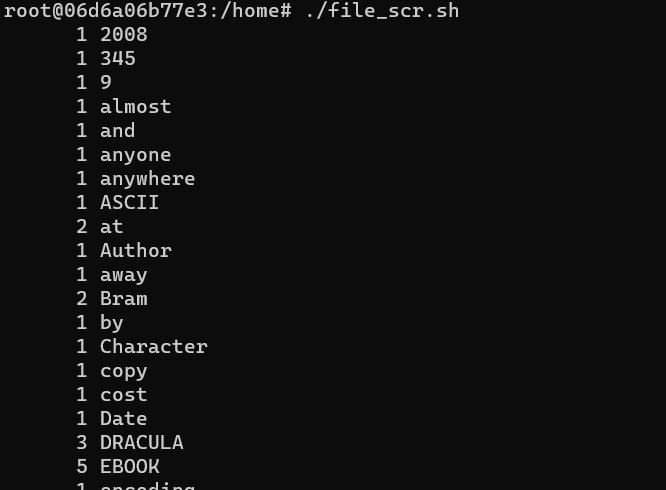 root@06d6a06b77e3:/home# ./file_scr.sh
1 2008
1 345
1 9
1 almost
1 and
1 anyone
1 anywhere
1 ASCII
2 at
1 Author
1 away
2 Bram
1 by
1 Character
1 copy
1 cost
1 Date
3 DRACULA
5 EBOOK
1 encoding